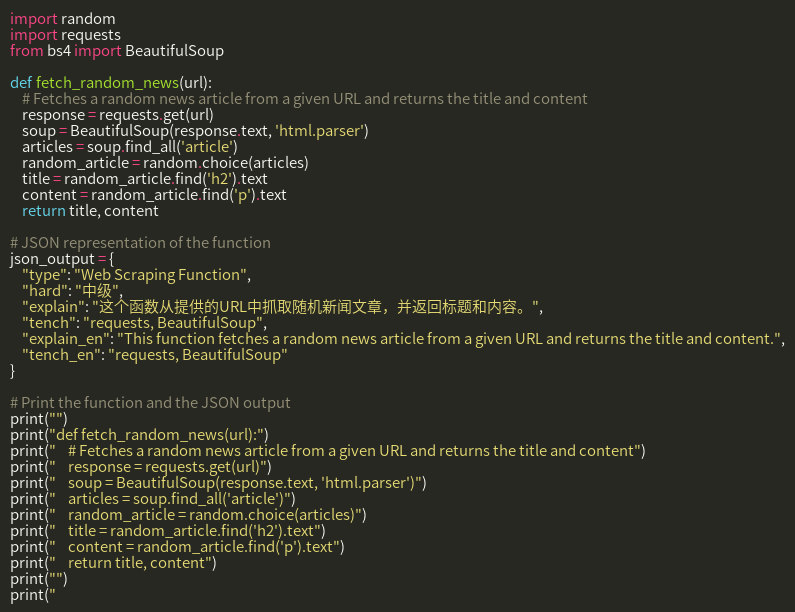 import random
import requests
from bs4 import BeautifulSoup

def fetch_random_news(url):
    # Fetches a random news article from a given URL and returns the title and content
    response = requests.get(url)
    soup = BeautifulSoup(response.text, 'html.parser')
    articles = soup.find_all('article')
    random_article = random.choice(articles)
    title = random_article.find('h2').text
    content = random_article.find('p').text
    return title, content

# JSON representation of the function
json_output = {
    "type": "Web Scraping Function",
    "hard": "中级",
    "explain": "这个函数从提供的URL中抓取随机新闻文章，并返回标题和内容。",
    "tench": "requests, BeautifulSoup",
    "explain_en": "This function fetches a random news article from a given URL and returns the title and content.",
    "tench_en": "requests, BeautifulSoup"
}

# Print the function and the JSON output
print("")
print("def fetch_random_news(url):")
print("    # Fetches a random news article from a given URL and returns the title and content")
print("    response = requests.get(url)")
print("    soup = BeautifulSoup(response.text, 'html.parser')")
print("    articles = soup.find_all('article')")
print("    random_article = random.choice(articles)")
print("    title = random_article.find('h2').text")
print("    content = random_article.find('p').text")
print("    return title, content")
print("")
print("